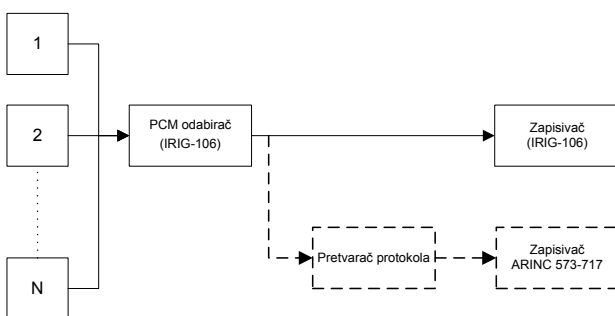 1
2
PCM odabirač
(IRIG-106)
Zapisivač
(IRIG-106)
Pretvarač protokola
Zapisivač
ARINC 573-717
N